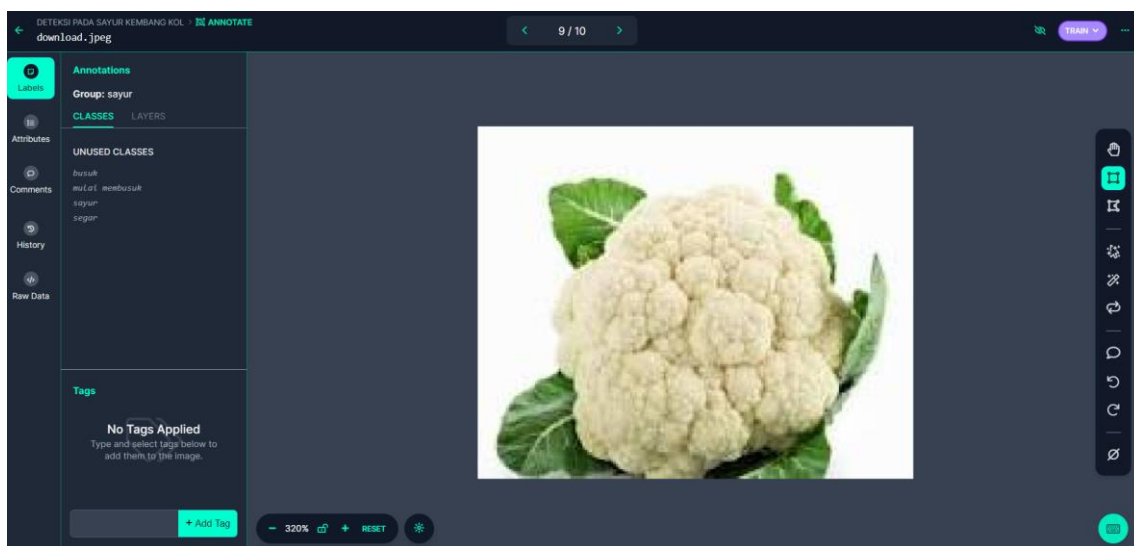 DETEKSI PADA SAYUR KEMBANG KOL > ANNOTATE
download.jpeg
9 / 10
TRAIN
Labels
Attributes
Comments
History
Raw Data
Annotations
Group: sayur
CLASSES LAYERS
UNUSED CLASSES
busuk
mulai membusuk
sayur
segar
Tags
No Tags Applied
Type and select tags below to
add them to the image.
+ Add Tag
− 320% + RESET